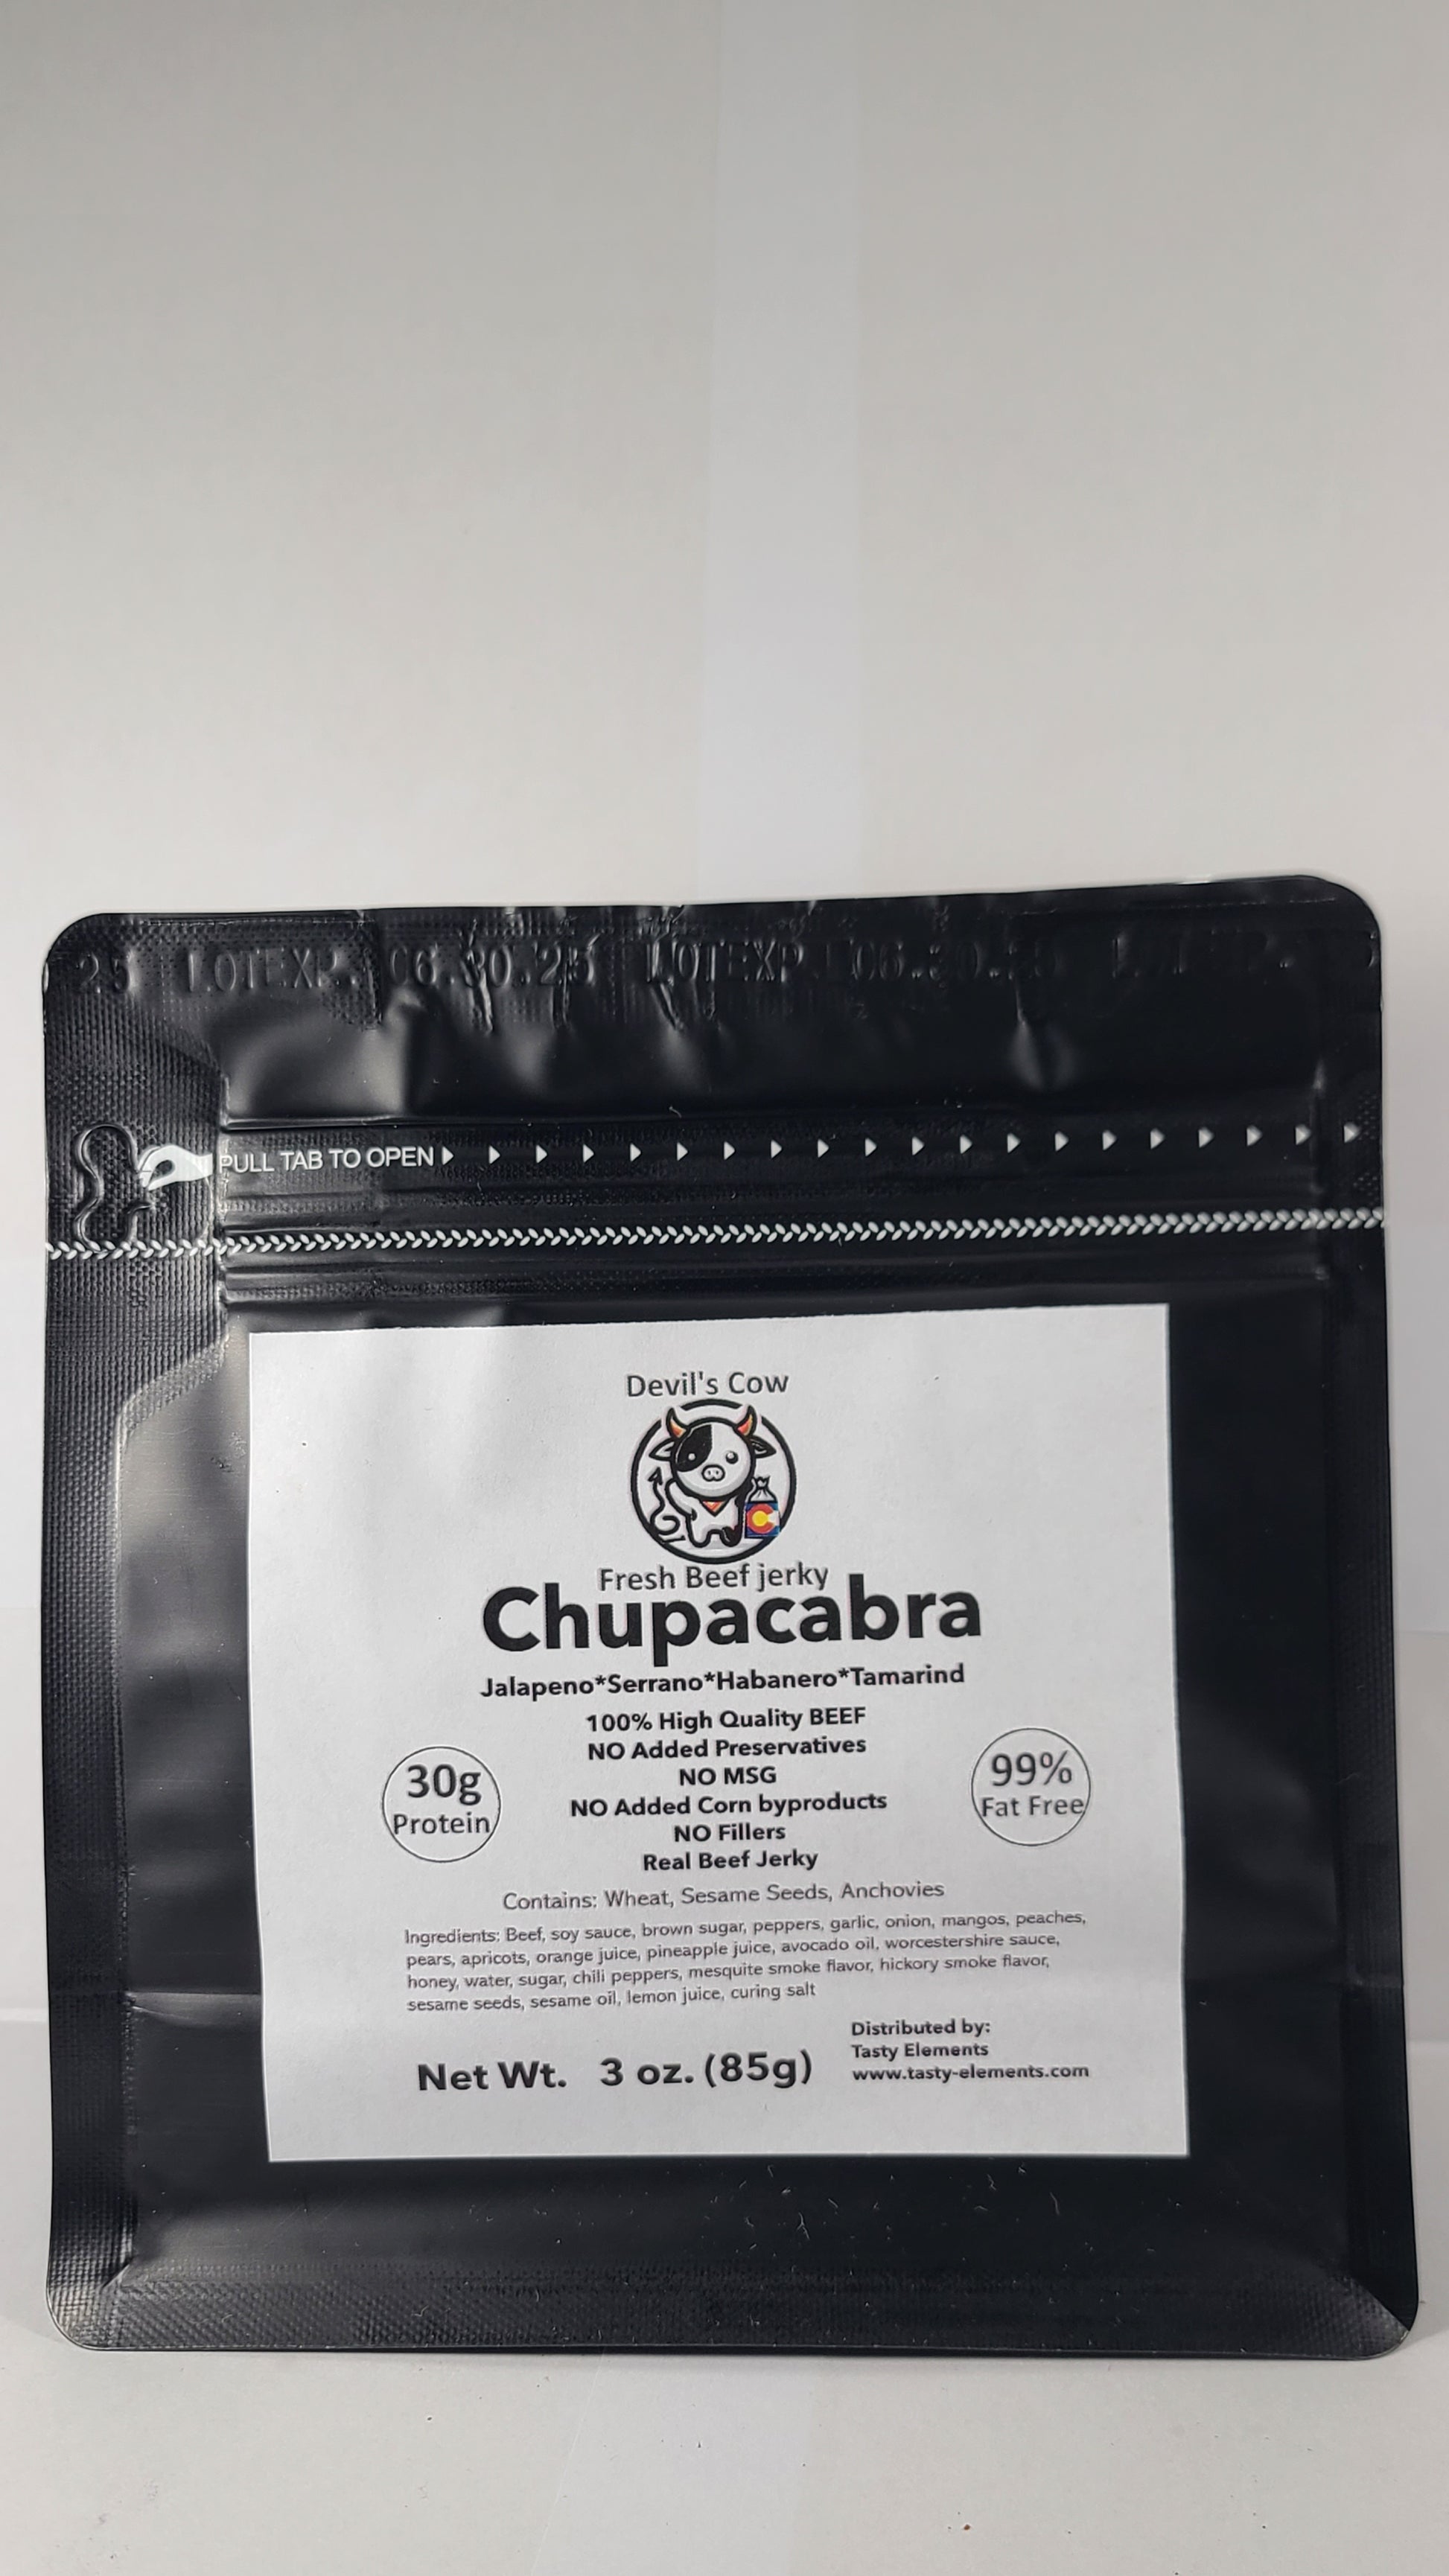 25 LOTEXP. 06.30.25 LOTEXP. 06.30.25
PULL TAB TO OPEN
Devil's Cow
Fresh Beef jerky
Chupacabra
Jalapeno*Serrano*Habanero*Tamarind
100% High Quality BEEF
NO Added Preservatives
NO MSG
NO Added Corn byproducts
NO Fillers
Real Beef Jerky
30g
Protein
99%
Fat Free
Contains: Wheat, Sesame Seeds, Anchovies
Ingredients: Beef, soy sauce, brown sugar, peppers, garlic, onion, mangos, peaches,
pears, apricots, orange juice, pineapple juice, avocado oil, worcestershire sauce,
honey, water, sugar, chili peppers, mesquite smoke flavor, hickory smoke flavor,
sesame seeds, sesame oil, lemon juice, curing salt
Net Wt. 3 oz. (85g)
Distributed by:
Tasty Elements
www.tasty-elements.com